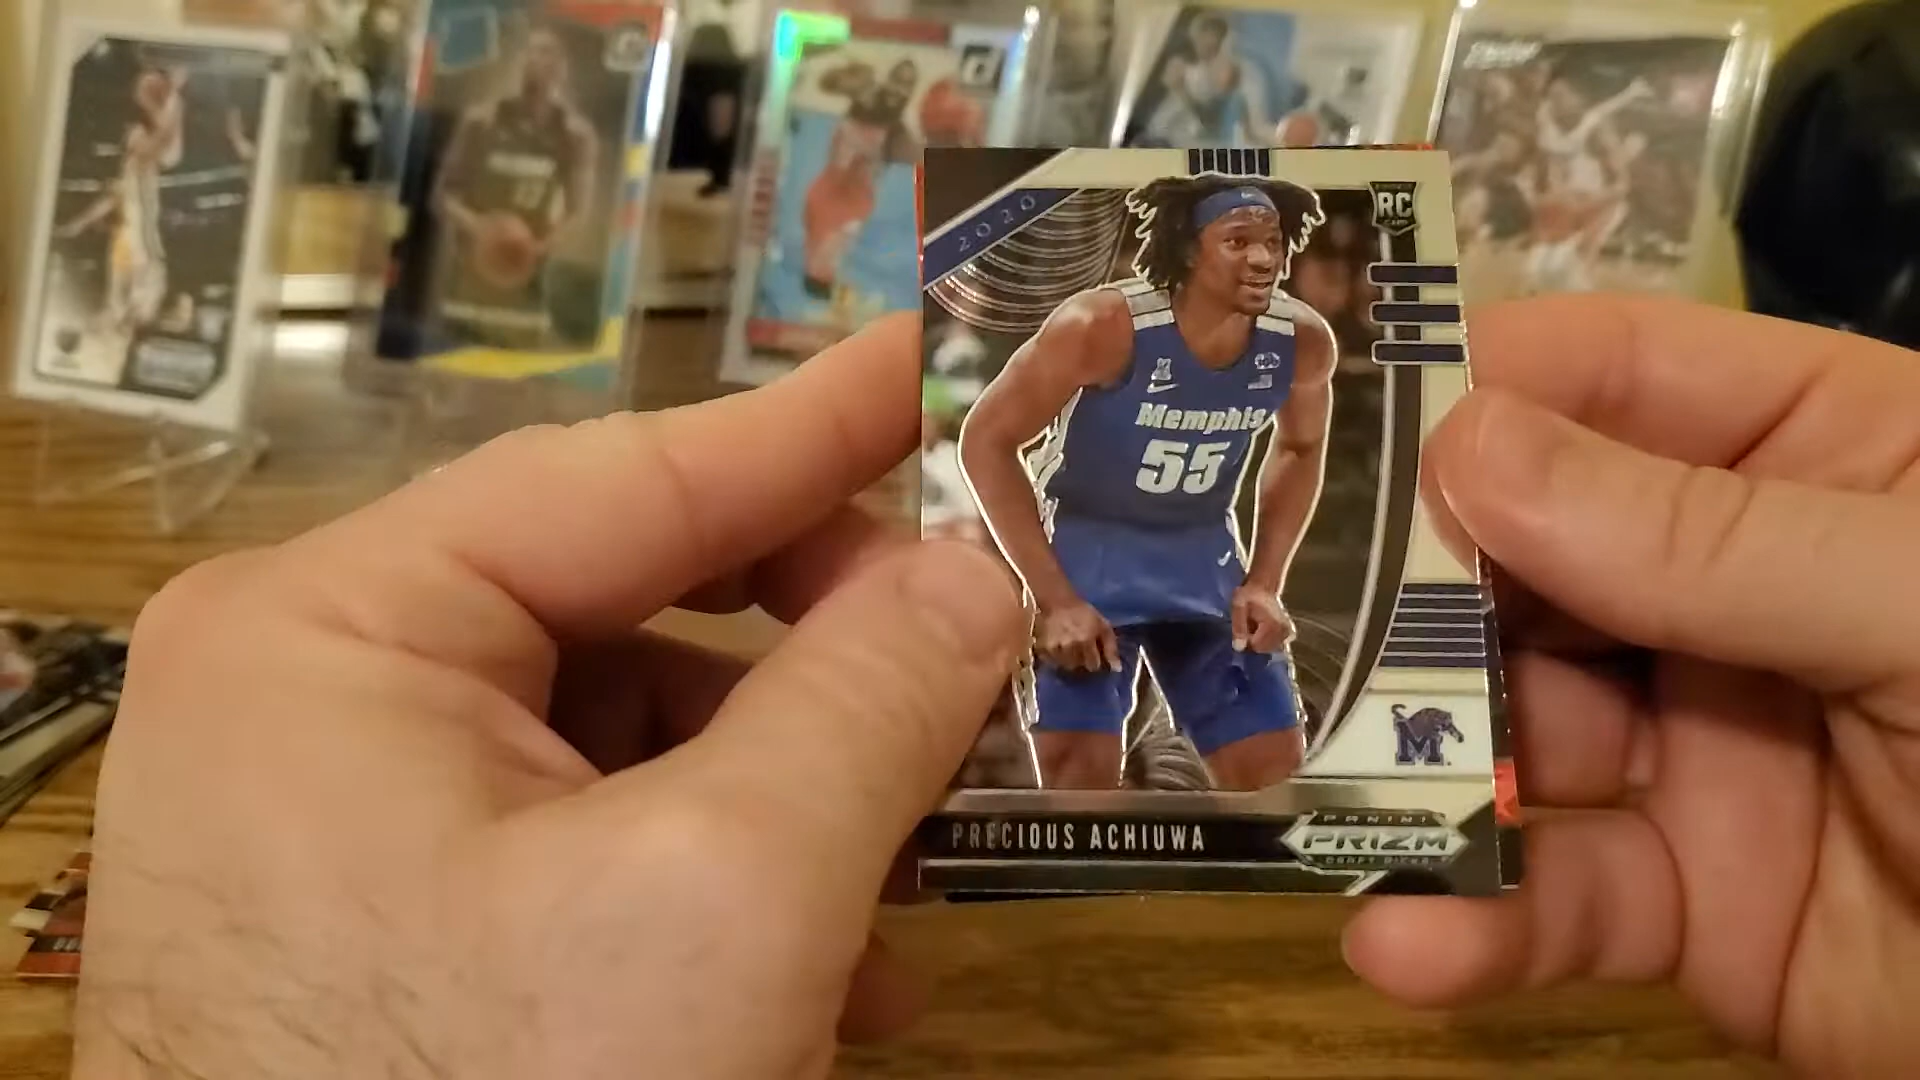 2020
RC
Memphis
55
M
PRECIOUS ACHIUWA
PANINI
PRIZM
DRAFT PICKS